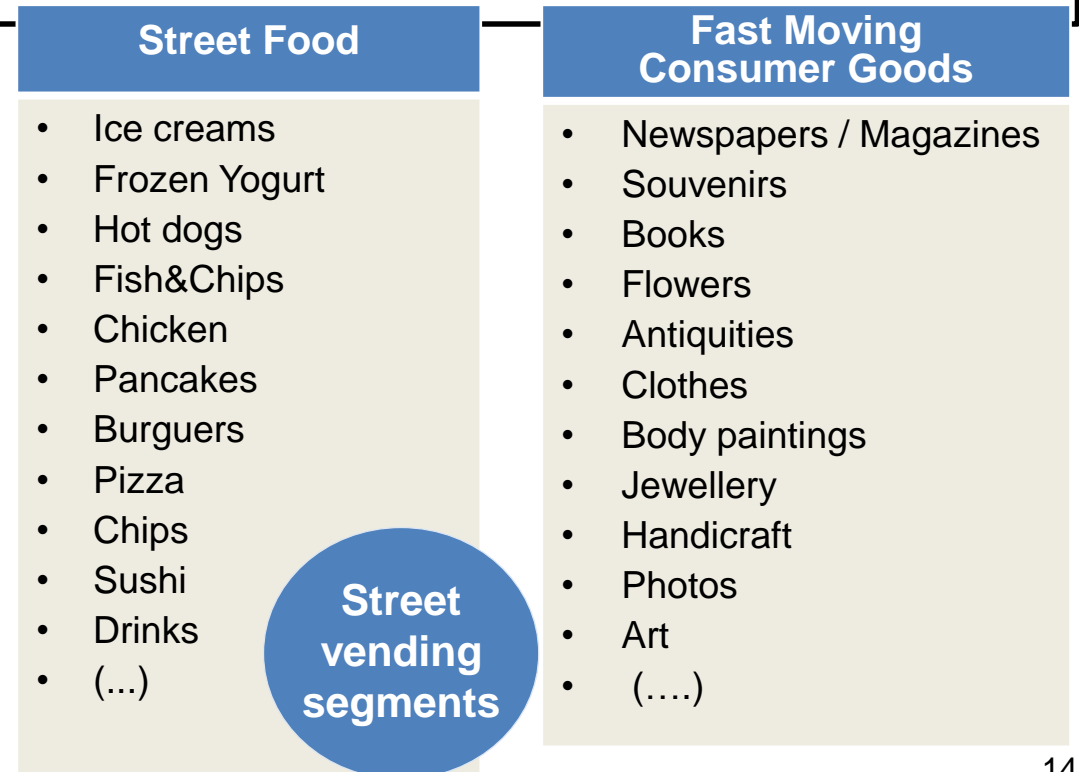 Street Food
• Ice creams
• Frozen Yogurt
• Hot dogs
• Fish&Chips
• Chicken
• Pancakes
• Burguers
• Pizza
• Chips
• Sushi
• Drinks
• (...)
Street
vending
segments
Fast Moving
Consumer Goods
• Newspapers / Magazines
• Souvenirs
• Books
• Flowers
• Antiquities
• Clothes
• Body paintings
• Jewellery
• Handicraft
• Photos
• Art
• (….)
14